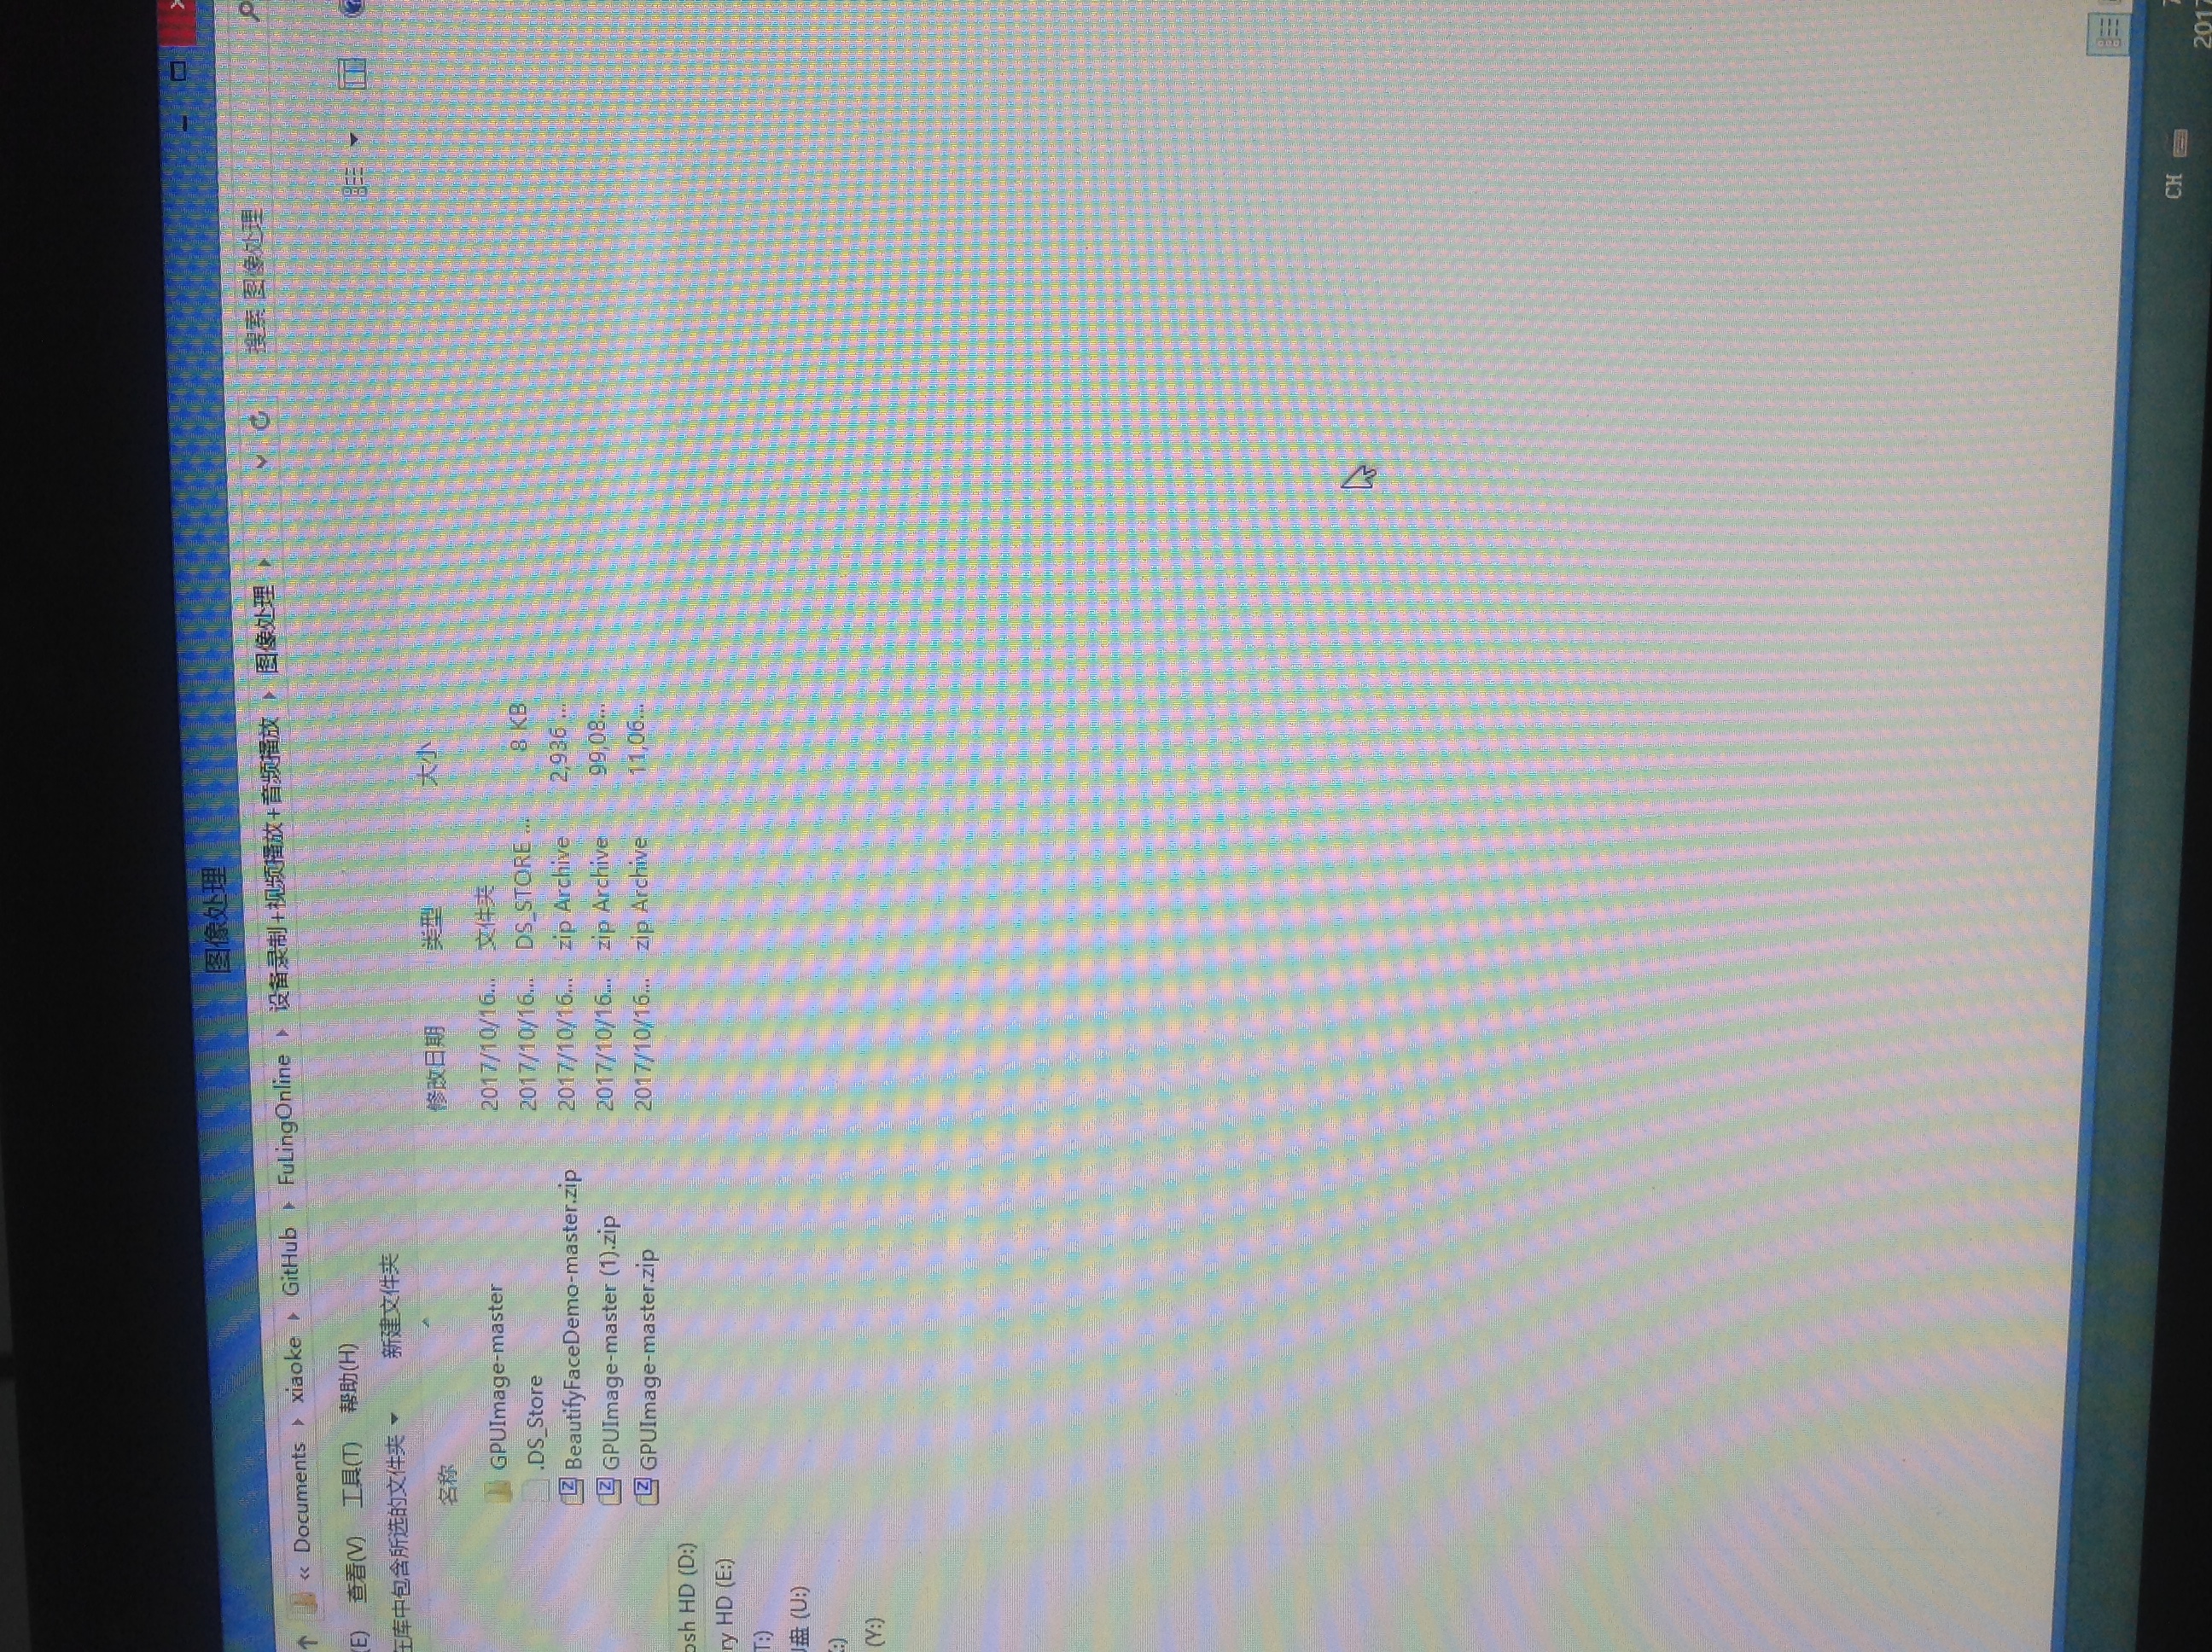 图像处理
« Documents xiaoke GitHub FuLingOnline 设备录制+视频播放+音频播放 图像处理 搜索 图像处理
(E) 查看(V) 工具(T) 帮助(H)
在库中包含所选的文件夹 新建文件夹
名称 修改日期 类型 大小
GPUImage-master 2017/10/16... 文件夹
.DS_Store 2017/10/16... DS_STORE ... 8 KB
BeautifyFaceDemo-master.zip 2017/10/16... zip Archive 2,936 ...
GPUImage-master (1).zip 2017/10/16... zip Archive 99,08...
GPUImage-master.zip 2017/10/16... zip Archive 11,06...
osh HD (D:)
ry HD (E:)
T:)
盘 (U:)
:)
(Y:)
CH
201